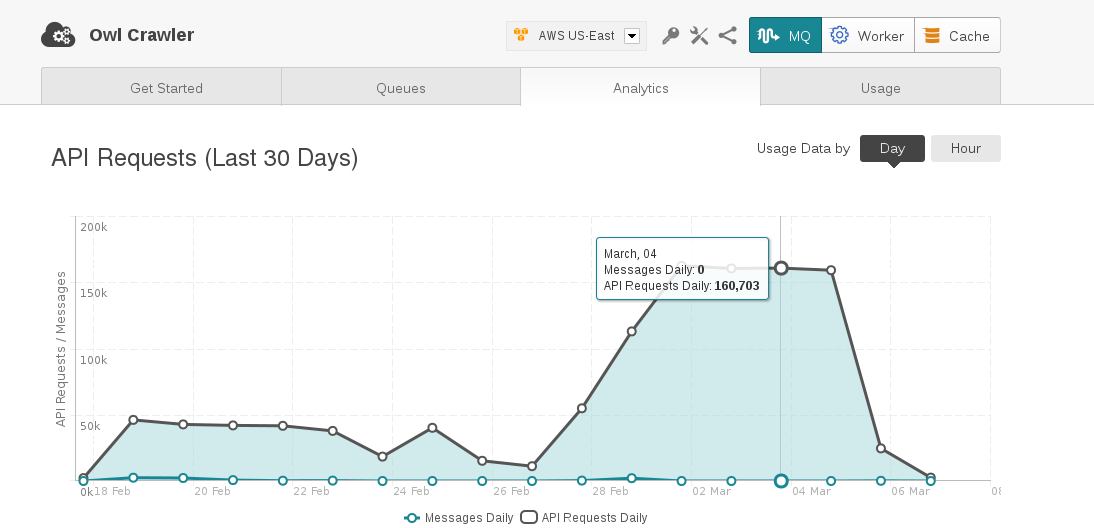 Owl Crawler
AWS US-East
MQ
Worker
Cache
Get Started
Queues
Analytics
Usage
API Requests (Last 30 Days)
Usage Data by
Day
Hour
200k
150k
100k
50k
0k
API Requests / Messages
March, 04
Messages Daily: 0
API Requests Daily: 160,703
18 Feb
20 Feb
22 Feb
24 Feb
26 Feb
28 Feb
02 Mar
04 Mar
06 Mar
Messages Daily
API Requests Daily